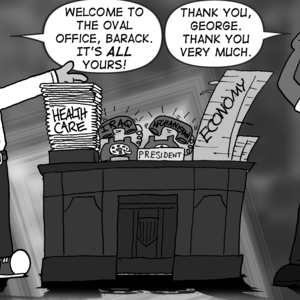 WELCOME TO
THE OVAL
OFFICE, BARACK.
IT'S ALL
YOURS!
THANK YOU,
GEORGE.
THANK YOU
VERY MUCH.
HEALTH
CARE
IRAQ
AFGHANISTAN
ECONOMY
PRESIDENT